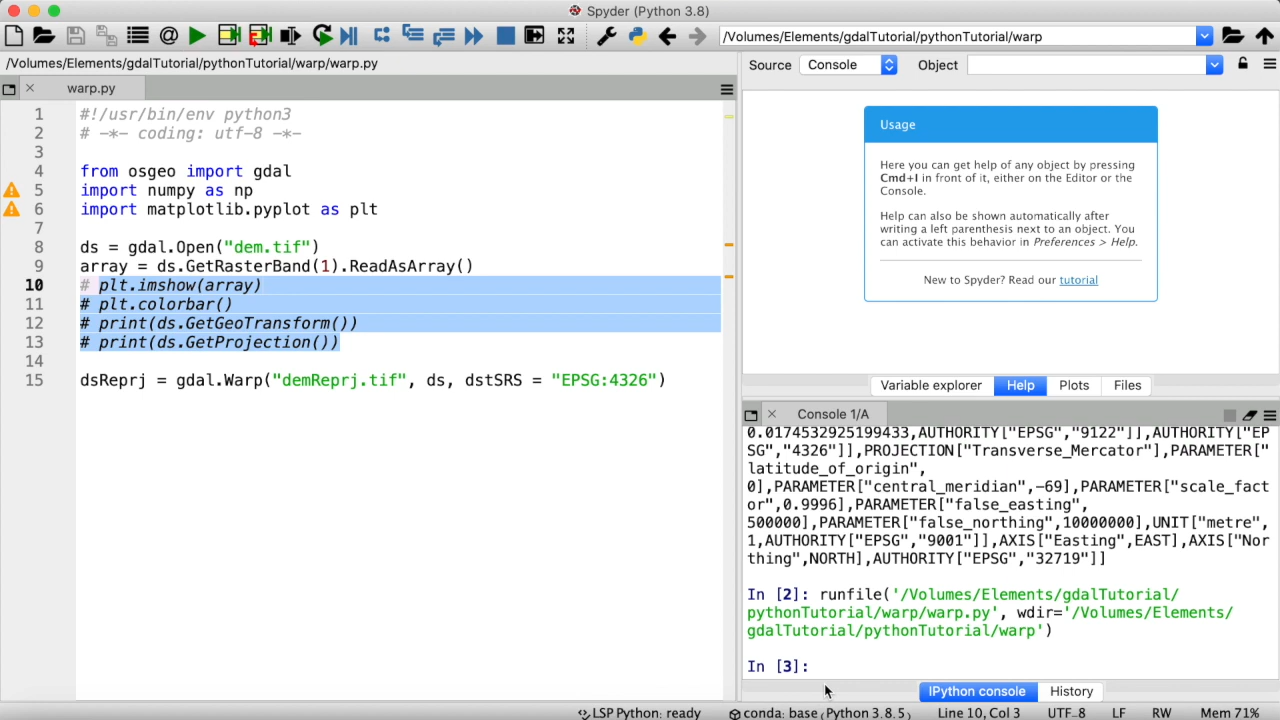 Spyder (Python 3.8)
/Volumes/Elements/gdalTutorial/pythonTutorial/warp
/Volumes/Elements/gdalTutorial/pythonTutorial/warp/warp.py
warp.py
1 #!/usr/bin/env python3
2 # -*- coding: utf-8 -*-
3
4 from osgeo import gdal
5 import numpy as np
6 import matplotlib.pyplot as plt
7
8 ds = gdal.Open("dem.tif")
9 array = ds.GetRasterBand(1).ReadAsArray()
10 # plt.imshow(array)
11 # plt.colorbar()
12 # print(ds.GetGeoTransform())
13 # print(ds.GetProjection())
14
15 dsReprj = gdal.Warp("demReprj.tif", ds, dstSRS = "EPSG:4326")
Source Console Object
Usage
Here you can get help of any object by pressing
Cmd+I in front of it, either on the Editor or the
Console.
Help can also be shown automatically after
writing a left parenthesis next to an object. You
can activate this behavior in Preferences > Help.
New to Spyder? Read our tutorial
Variable explorer Help Plots Files
Console 1/A
0.0174532925199433,AUTHORITY["EPSG","9122"]],AUTHORITY["EP
SG","4326"]],PROJECTION["Transverse_Mercator"],PARAMETER["
latitude_of_origin",
0],PARAMETER["central_meridian",-69],PARAMETER["scale_fact
or",0.9996],PARAMETER["false_easting",
500000],PARAMETER["false_northing",10000000],UNIT["metre",
1,AUTHORITY["EPSG","9001"]],AXIS["Easting",EAST],AXIS["Nor
thing",NORTH],AUTHORITY["EPSG","32719"]]
In [2]: runfile('/Volumes/Elements/gdalTutorial/
pythonTutorial/warp/warp.py', wdir='/Volumes/Elements/
gdalTutorial/pythonTutorial/warp')
In [3]:
IPython console History
LSP Python: ready conda: base (Python 3.8.5) Line 10, Col 3 UTF-8 LF RW Mem 71%